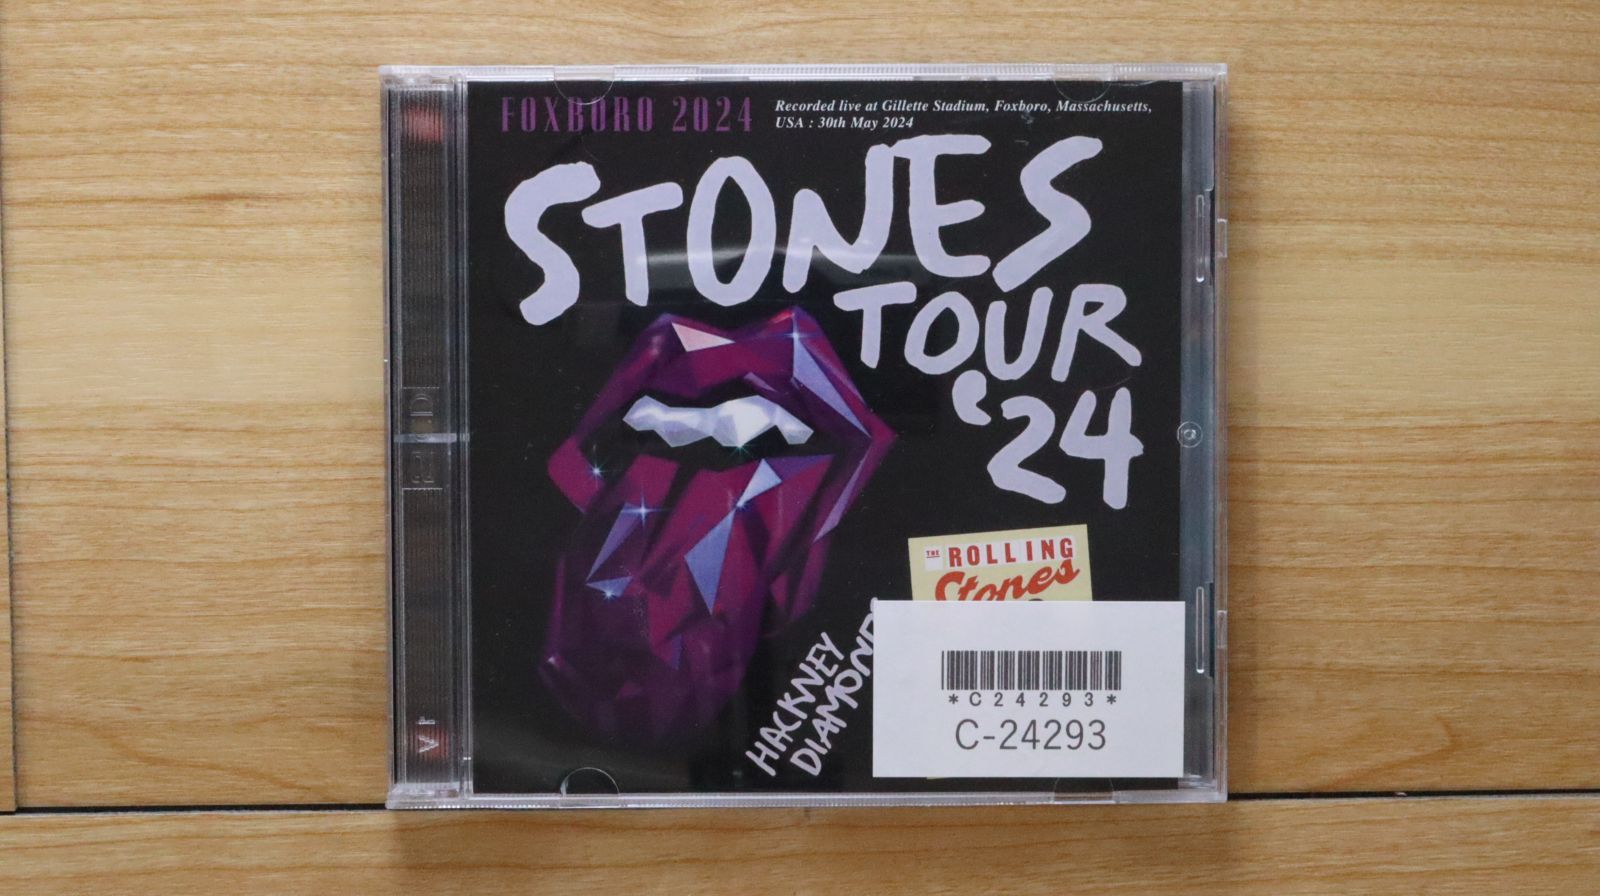 FOXBORO 2024
Recorded live at Gillette Stadium, Foxboro, Massachusetts,
USA : 30th May 2024
STONES
TOUR
'24
THE ROLLING
Stones
HACKNEY
*C24293*
C-24293